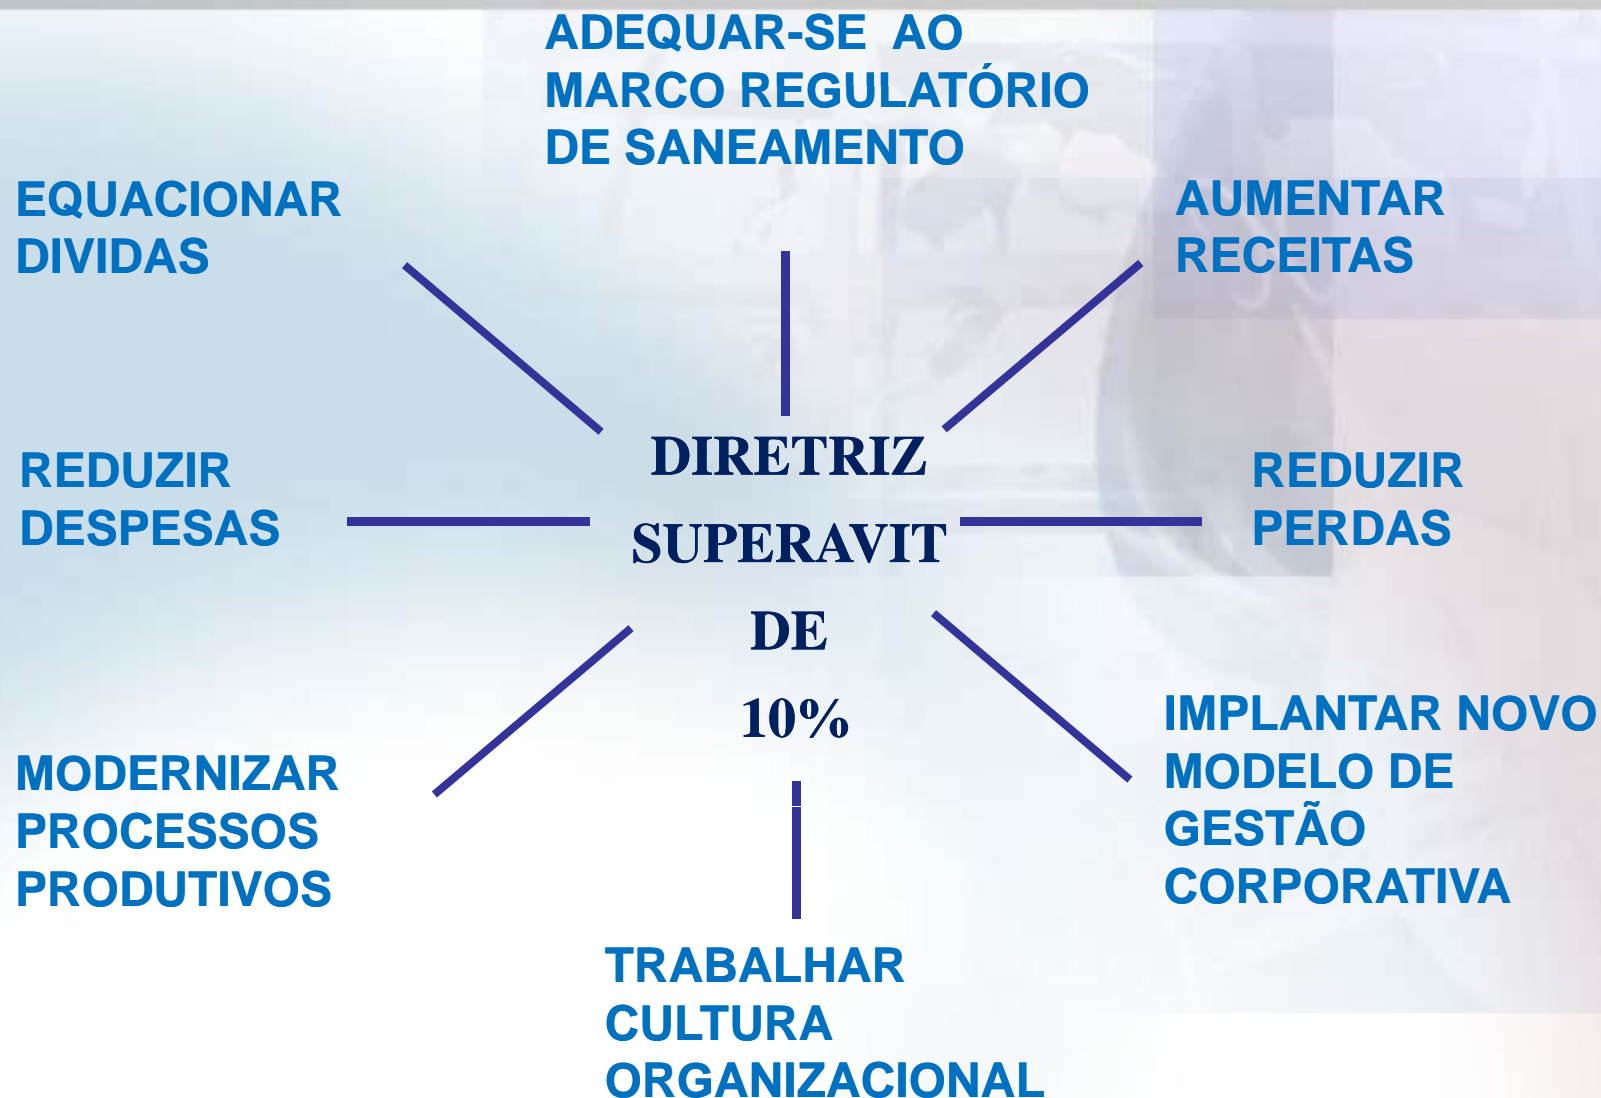 ADEQUAR-SE AO
MARCO REGULATÓRIO
DE SANEAMENTO
EQUACIONAR
DIVIDAS
AUMENTAR
RECEITAS
REDUZIR
DESPESAS
DIRETRIZ
SUPERAVIT
DE
10%
REDUZIR
PERDAS
MODERNIZAR
PROCESSOS
PRODUTIVOS
IMPLANTAR NOVO
MODELO DE
GESTÃO
CORPORATIVA
TRABALHAR
CULTURA
ORGANIZACIONAL